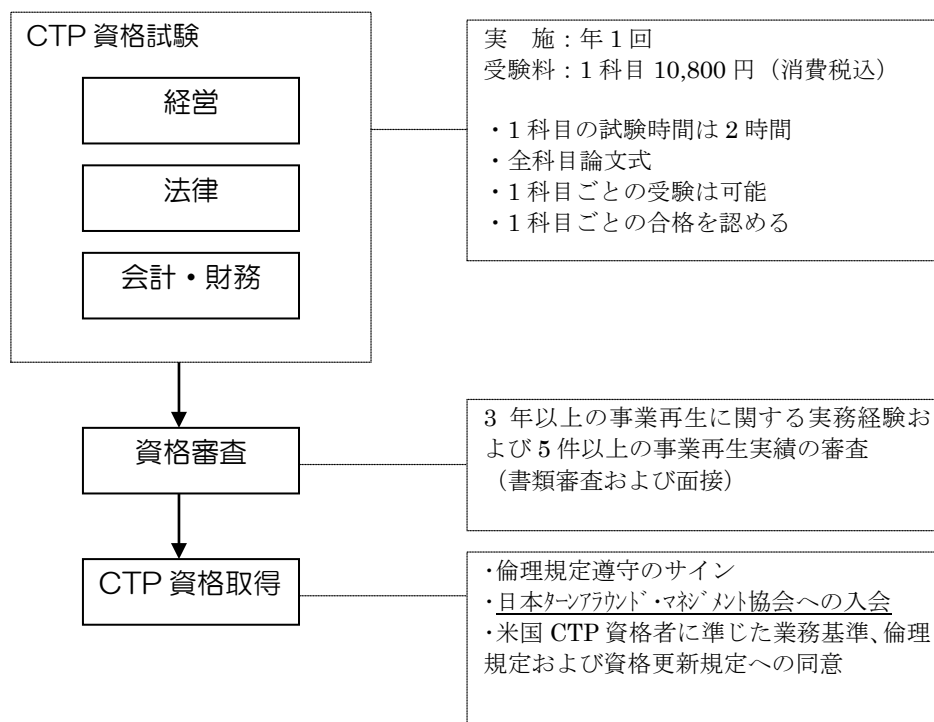 CTP 資格試験
経営
法律
会計・財務
実 施：年 1 回
受験料：1 科目 10,800 円（消費税込）
・1 科目の試験時間は 2 時間
・全科目論文式
・1 科目ごとの受験は可能
・1 科目ごとの合格を認める
資格審査
3 年以上の事業再生に関する実務経験お
よび 5 件以上の事業再生実績の審査
（書類審査および面接）
CTP 資格取得
・倫理規定遵守のサイン
・日本ﾀｰﾝｱﾗｳﾝﾄﾞ・ﾏﾈｼﾞﾒﾝﾄ協会への入会
・米国 CTP 資格者に準じた業務基準、倫理
規定および資格更新規定への同意